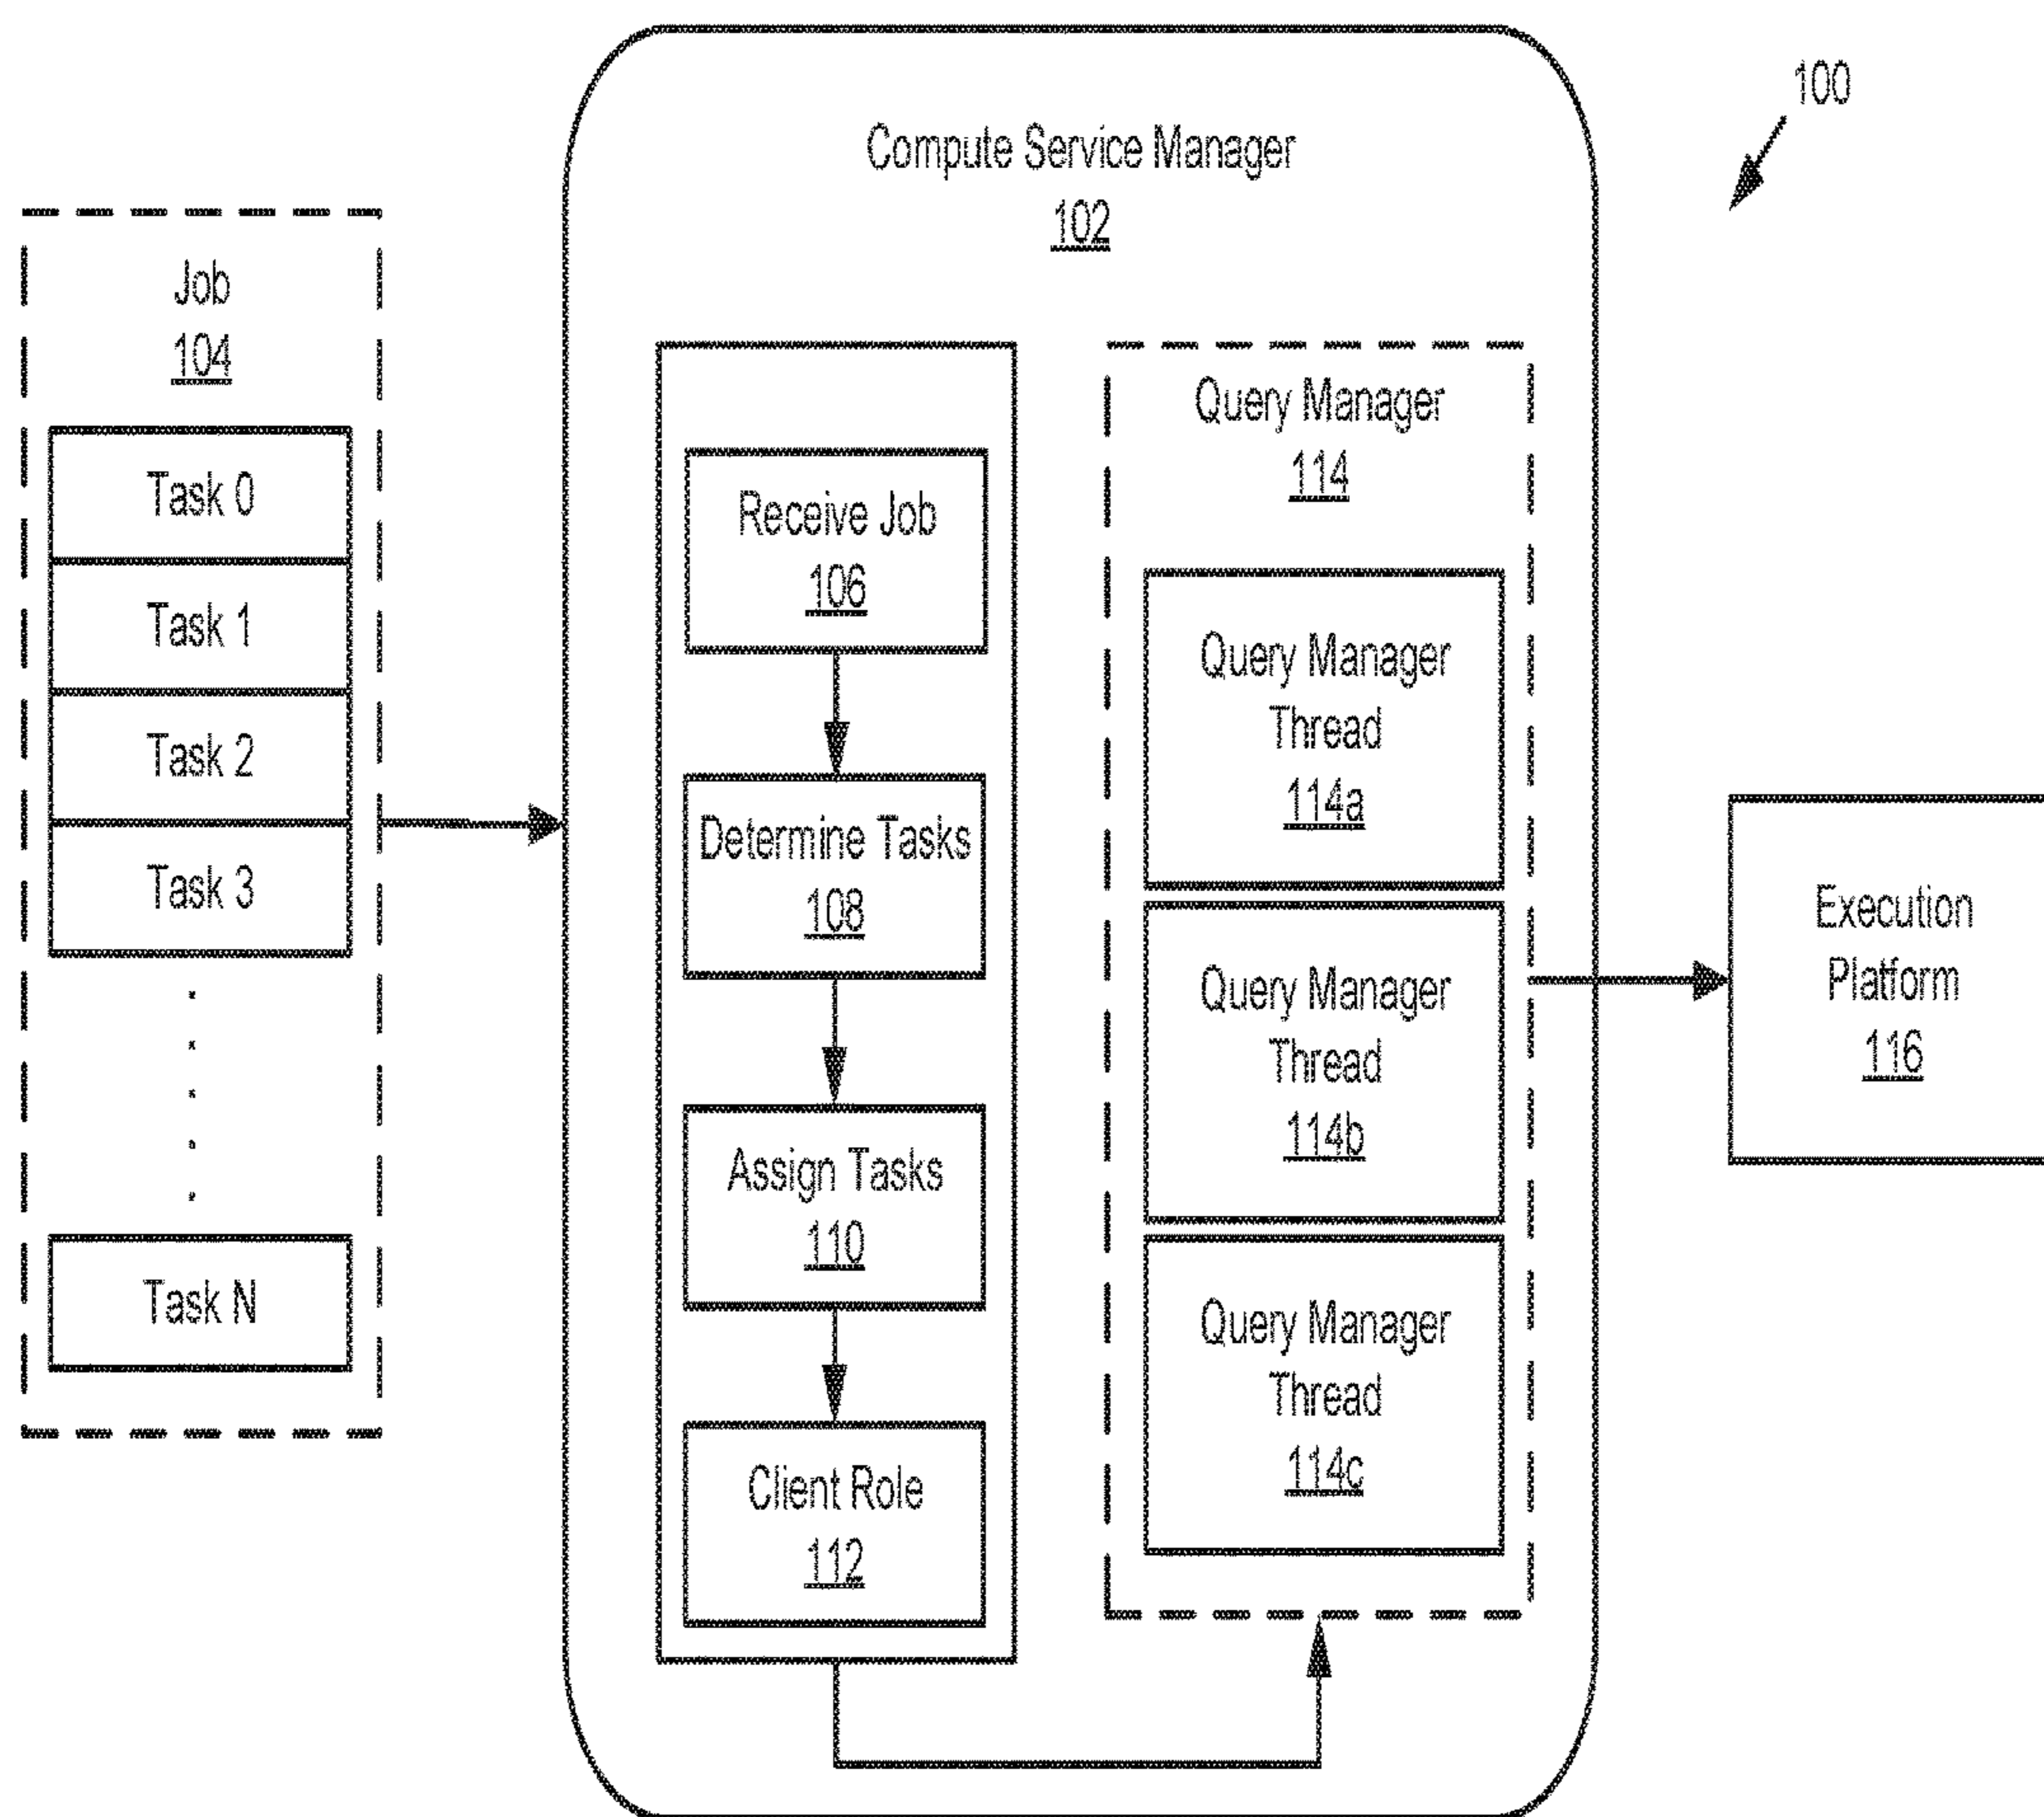 100
Compute Service Manager
102
Job
104
Task 0
Task 1
Task 2
Task 3
Task N
Receive Job
106
Determine Tasks
108
Assign Tasks
110
Client Role
112
Query Manager
114
Query Manager
Thread
114a
Query Manager
Thread
114b
Query Manager
Thread
114c
Execution
Platform
116